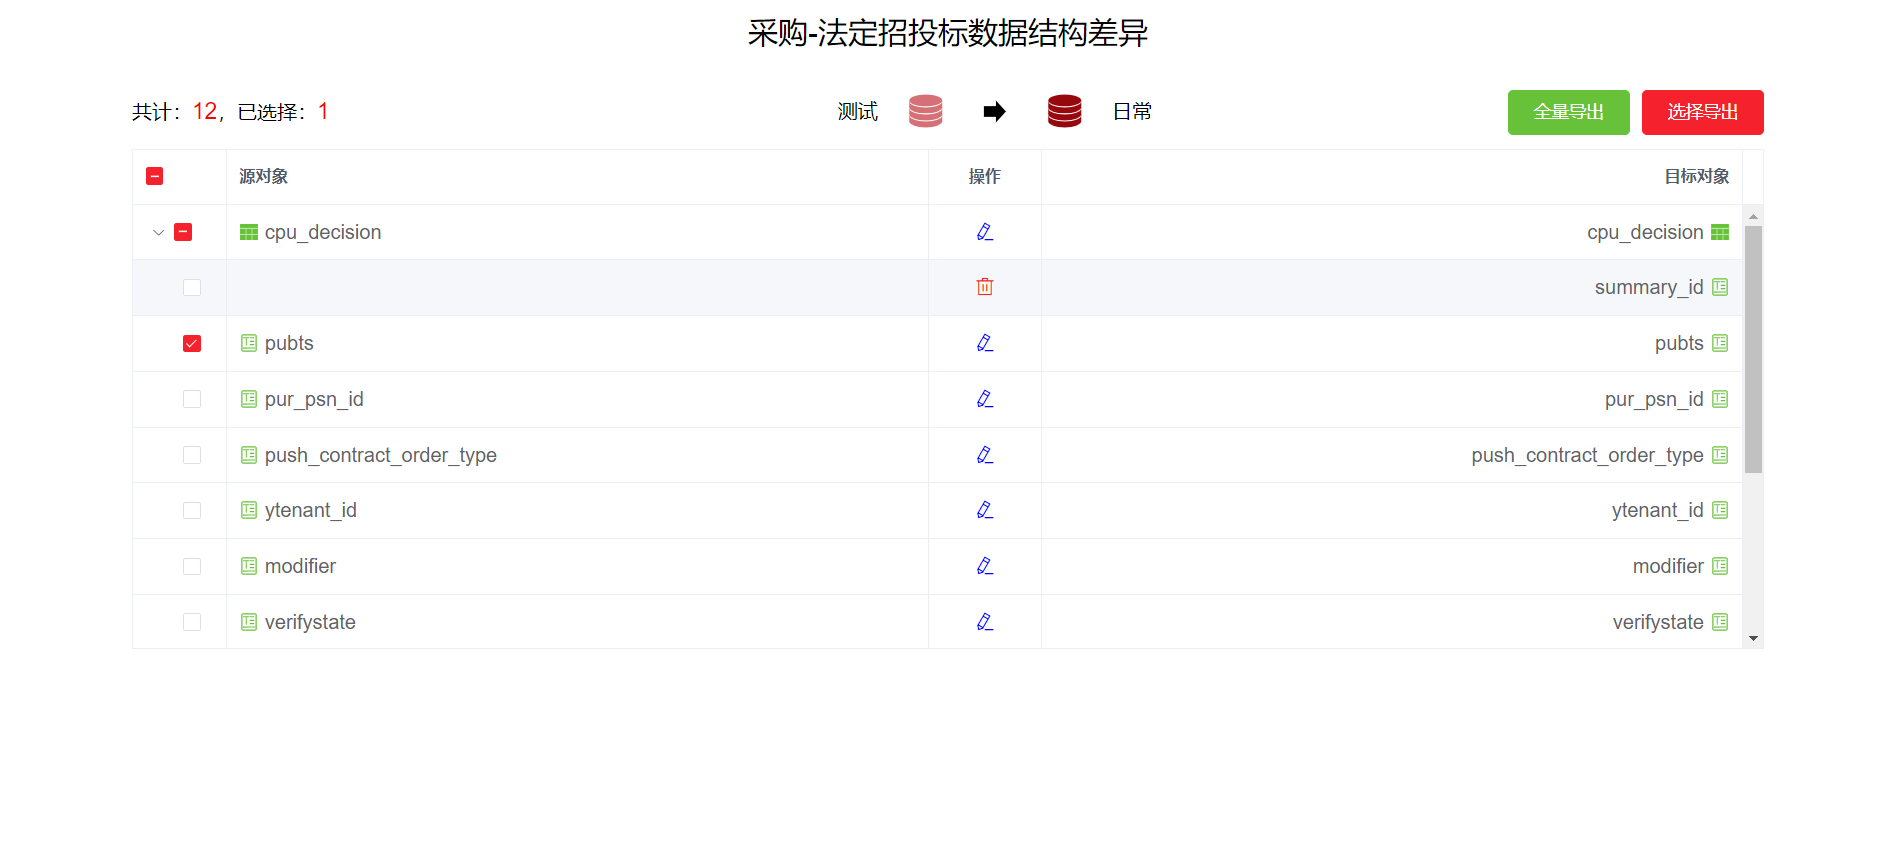 采购-法定招投标数据结构差异
共计：12，已选择：1
测试 日常
全量导出 选择导出
源对象 操作 目标对象
cpu_decision cpu_decision
summary_id
pubts pubts
pur_psn_id pur_psn_id
push_contract_order_type push_contract_order_type
ytenant_id ytenant_id
modifier modifier
verifystate verifystate